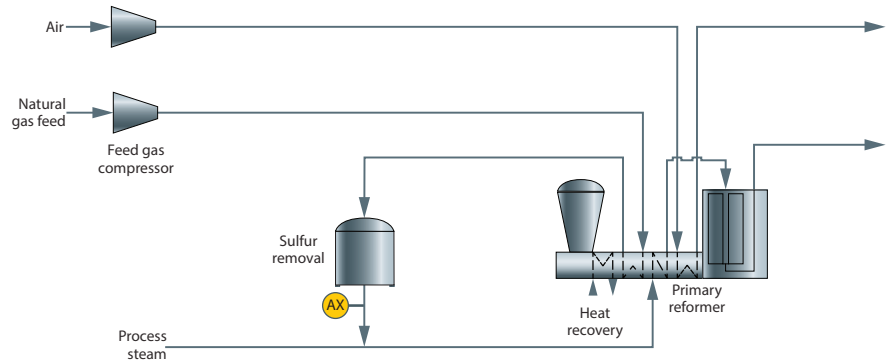 Air
Natural
gas feed
Feed gas
compressor
Sulfur
removal
AX
Process
steam
Heat
recovery
Primary
reformer